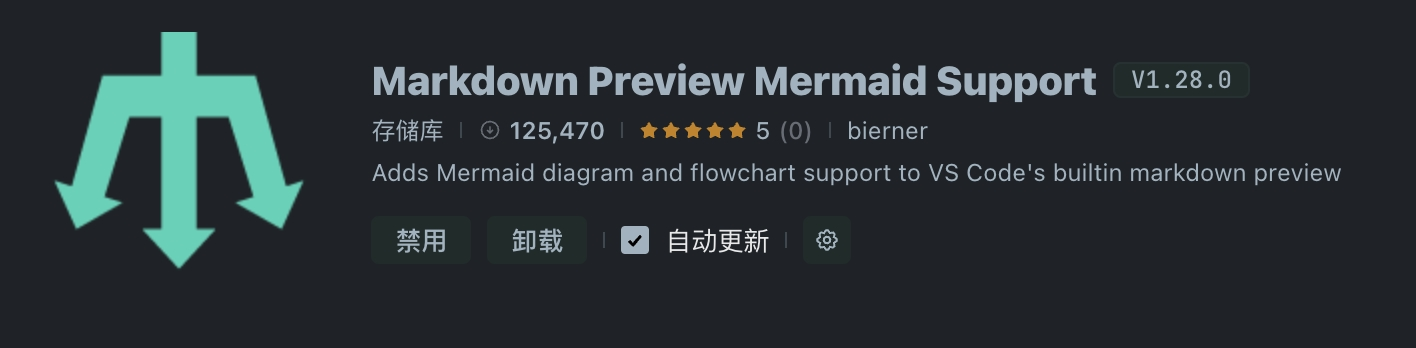 Markdown Preview Mermaid Support V1.28.0
存储库 125,470 5 (0) bierner
Adds Mermaid diagram and flowchart support to VS Code's builtin markdown preview
禁用 卸载 自动更新